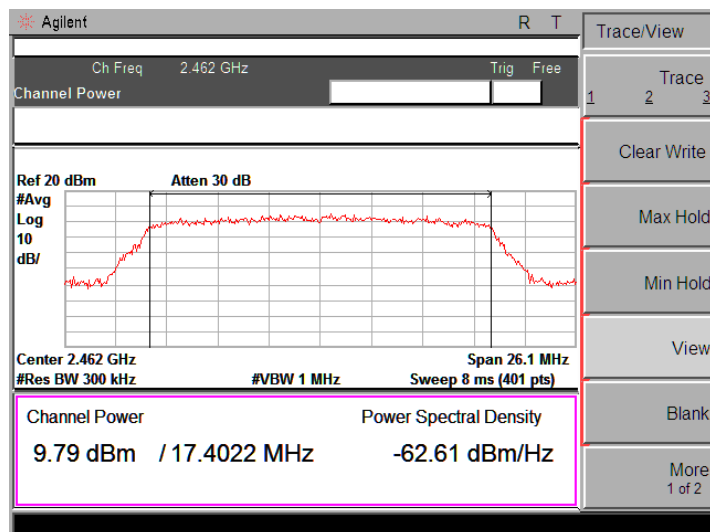 Agilent R T
Trace/View
Ch Freq 2.462 GHz Trig Free
Channel Power
Trace
1 2 3
Clear Write
Ref 20 dBm Atten 30 dB
#Avg
Log
10
dB/
Max Hold
Min Hold
View
Center 2.462 GHz Span 26.1 MHz
#Res BW 300 kHz #VBW 1 MHz Sweep 8 ms (401 pts)
Channel Power Power Spectral Density
Blank
9.79 dBm / 17.4022 MHz -62.61 dBm/Hz
More
1 of 2